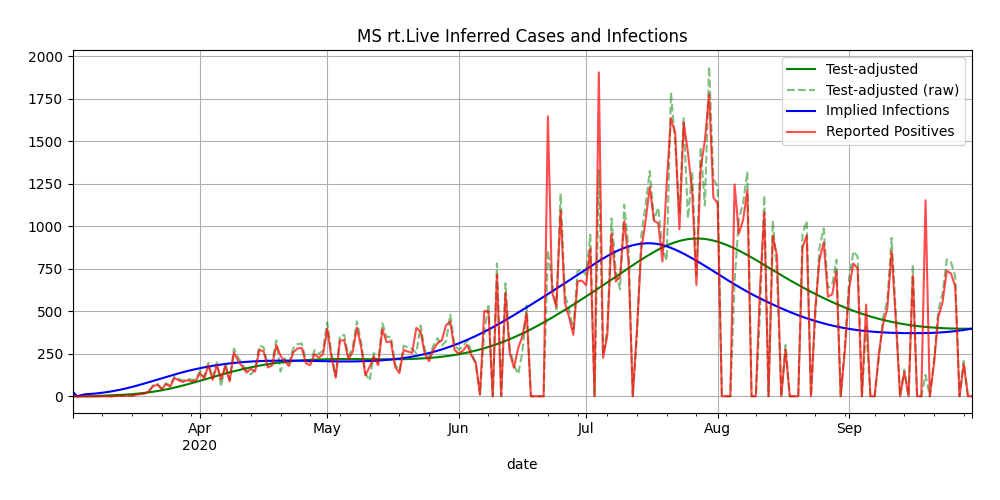 MS rt.Live Inferred Cases and Infections
2000
1750
1500
1250
1000
750
500
250
0
Test-adjusted
Test-adjusted (raw)
Implied Infections
Reported Positives
Apr
2020
May
Jun
Jul
Aug
Sep
date